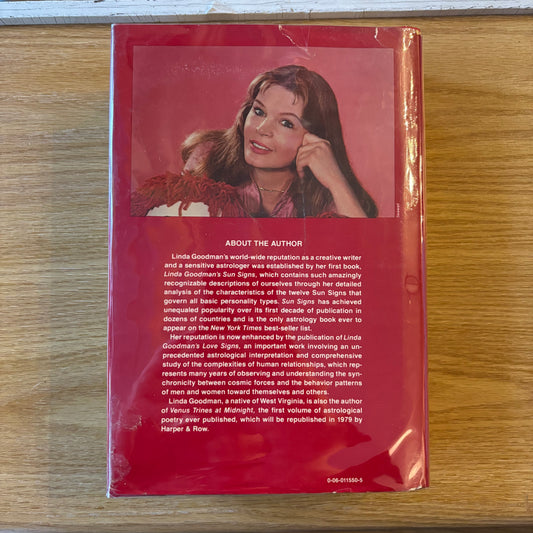 ABOUT THE AUTHOR
Linda Goodman's world-wide reputation as a creative writer
and a sensitive astrologer was established by her first book,
Linda Goodman's Sun Signs, which contains such amazingly
recognizable descriptions of ourselves through her detailed
analysis of the characteristics of the twelve Sun Signs that
govern all basic personality types. Sun Signs has achieved
unequaled popularity over its first decade of publication in
dozens of countries and is the only astrology book ever to
appear on the New York Times best-seller list.
Her reputation is now enhanced by the publication of Linda
Goodman's Love Signs, an important work involving an un-
precedented astrological interpretation and comprehensive
study of the complexities of human relationships, which rep-
resents many years of observing and understanding the syn-
chronicity between cosmic forces and the behavior patterns
of men and women toward themselves and others.
Linda Goodman, a native of West Virginia, is also the author
of Venus Trines at Midnight, the first volume of astrological
poetry ever published, which will be republished in 1979 by
Harper & Row.
0-06-011550-5